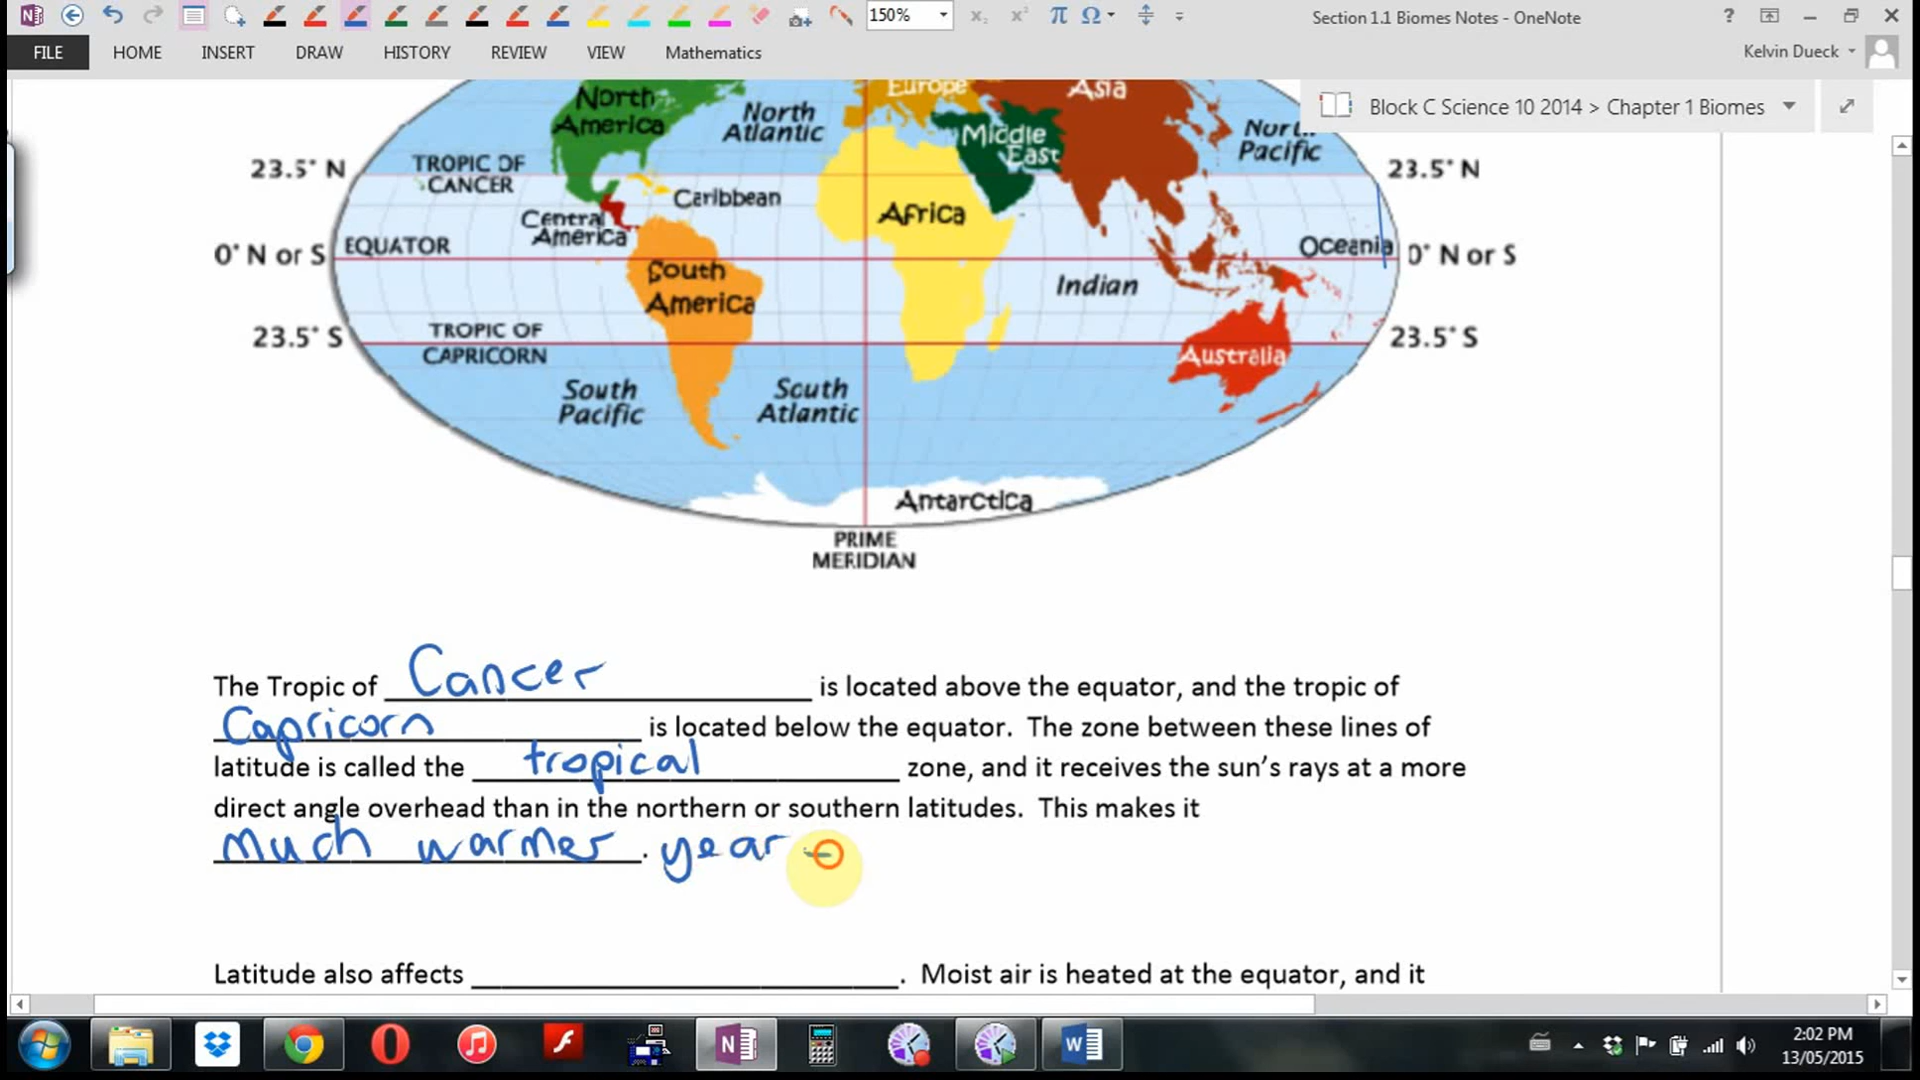 150%
Section 1.1 Biomes Notes - OneNote
FILE HOME INSERT DRAW HISTORY REVIEW VIEW Mathematics
Kelvin Dueck
Block C Science 10 2014 > Chapter 1 Biomes
North
America
North
Atlantic
Europe
Asia
Middle
East
North
Pacific
23.5° N
TROPIC OF
CANCER
Caribbean
Africa
23.5° N
Central
America
0° N or S
EQUATOR
Oceania
0° N or S
South
America
Indian
23.5° S
TROPIC OF
CAPRICORN
Australia
23.5° S
South
Pacific
South
Atlantic
Antarctica
PRIME
MERIDIAN
The Tropic of Cancer is located above the equator, and the tropic of
Capricorn is located below the equator. The zone between these lines of
latitude is called the tropical zone, and it receives the sun's rays at a more
direct angle overhead than in the northern or southern latitudes. This makes it
much warmer . year -
Latitude also affects ____. Moist air is heated at the equator, and it
2:02 PM
13/05/2015